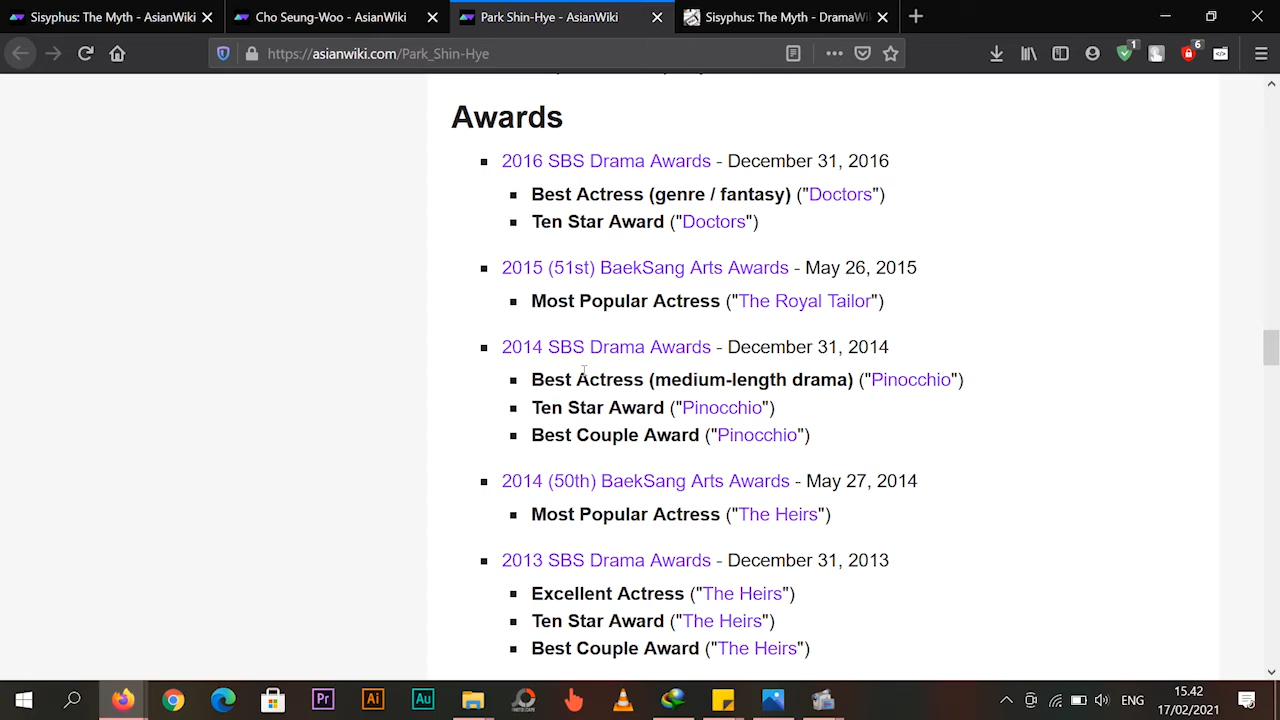 Sisyphus: The Myth - AsianWiki
Cho Seung-Woo - AsianWiki
Park Shin-Hye - AsianWiki
Sisyphus: The Myth - DramaWi
https://asianwiki.com/Park_Shin-Hye
1
6
Awards
2016 SBS Drama Awards - December 31, 2016
Best Actress (genre / fantasy) ("Doctors")
Ten Star Award ("Doctors")
2015 (51st) BaekSang Arts Awards - May 26, 2015
Most Popular Actress ("The Royal Tailor")
2014 SBS Drama Awards - December 31, 2014
Best Actress (medium-length drama) ("Pinocchio")
Ten Star Award ("Pinocchio")
Best Couple Award ("Pinocchio")
2014 (50th) BaekSang Arts Awards - May 27, 2014
Most Popular Actress ("The Heirs")
2013 SBS Drama Awards - December 31, 2013
Excellent Actress ("The Heirs")
Ten Star Award ("The Heirs")
Best Couple Award ("The Heirs")
Pr
Ai
Au
ENG
15.42
17/02/2021